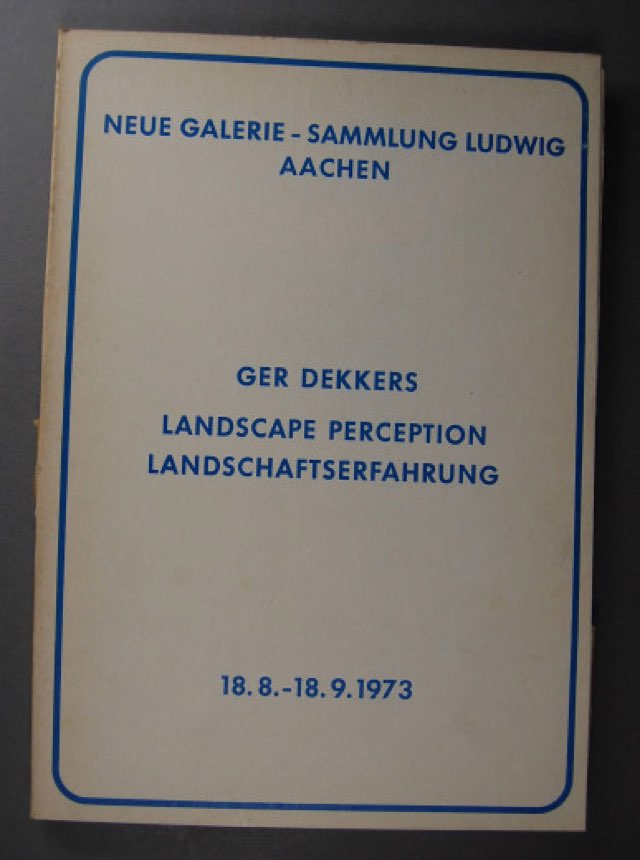 NEUE GALERIE - SAMMLUNG LUDWIG
AACHEN
GER DEKKERS
LANDSCAPE PERCEPTION
LANDSCHAFTSERFAHRUNG
18.8.-18.9.1973